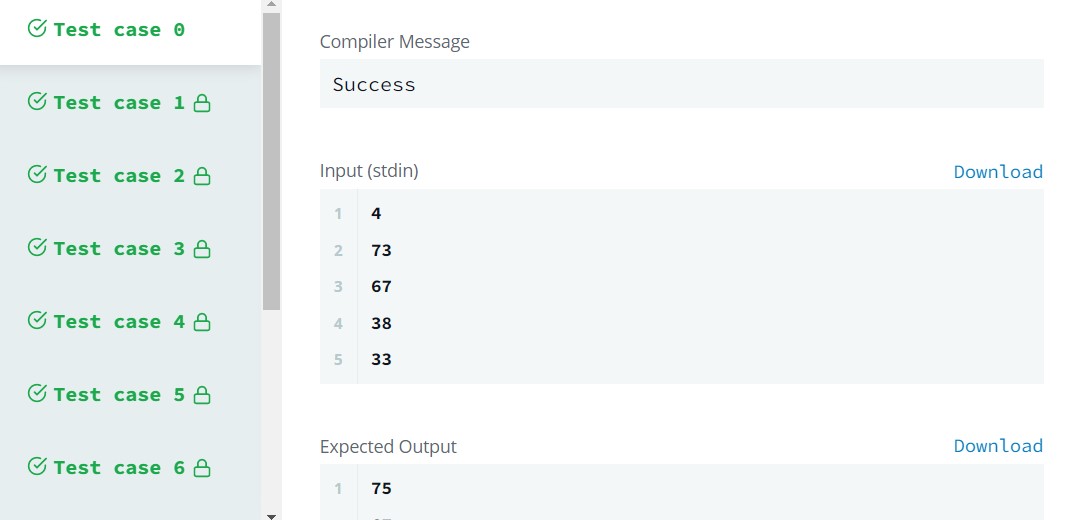 Test case 0
Test case 1
Test case 2
Test case 3
Test case 4
Test case 5
Test case 6
Compiler Message
Success
Input (stdin)
Download
1 4
2 73
3 67
4 38
5 33
Expected Output
Download
1 75